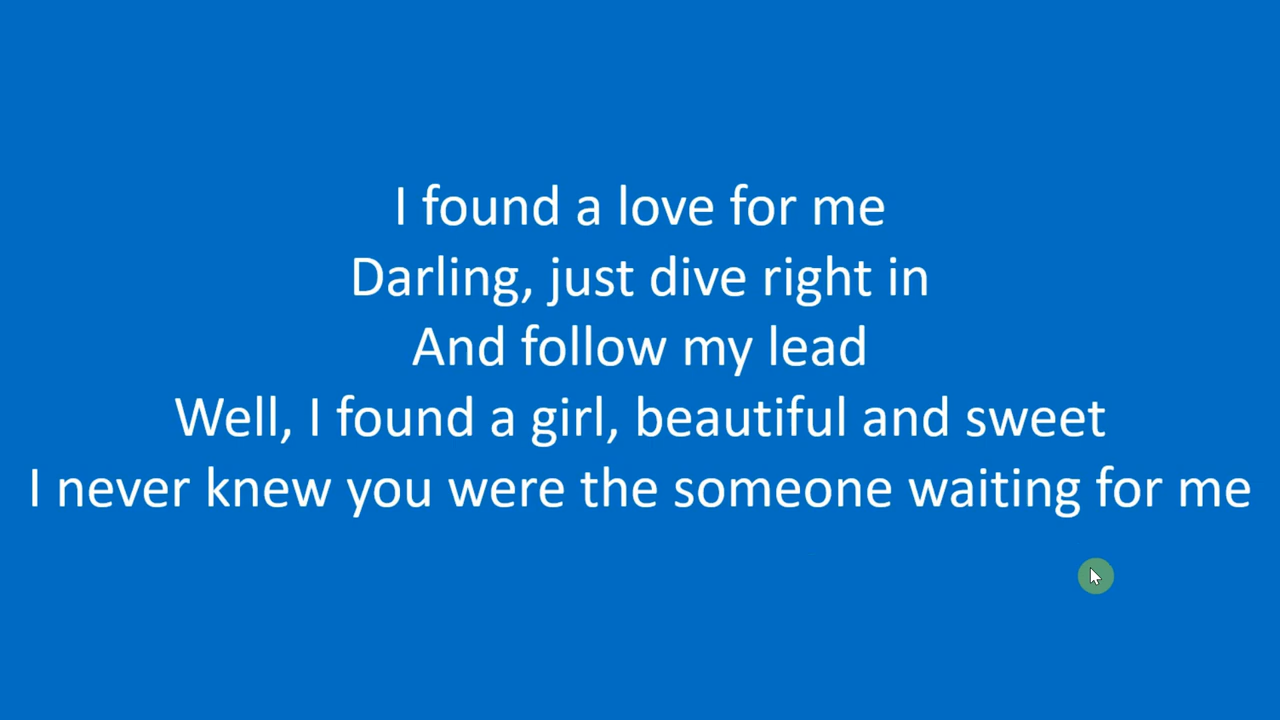 I found a love for me
Darling, just dive right in
And follow my lead
Well, I found a girl, beautiful and sweet
I never knew you were the someone waiting for me